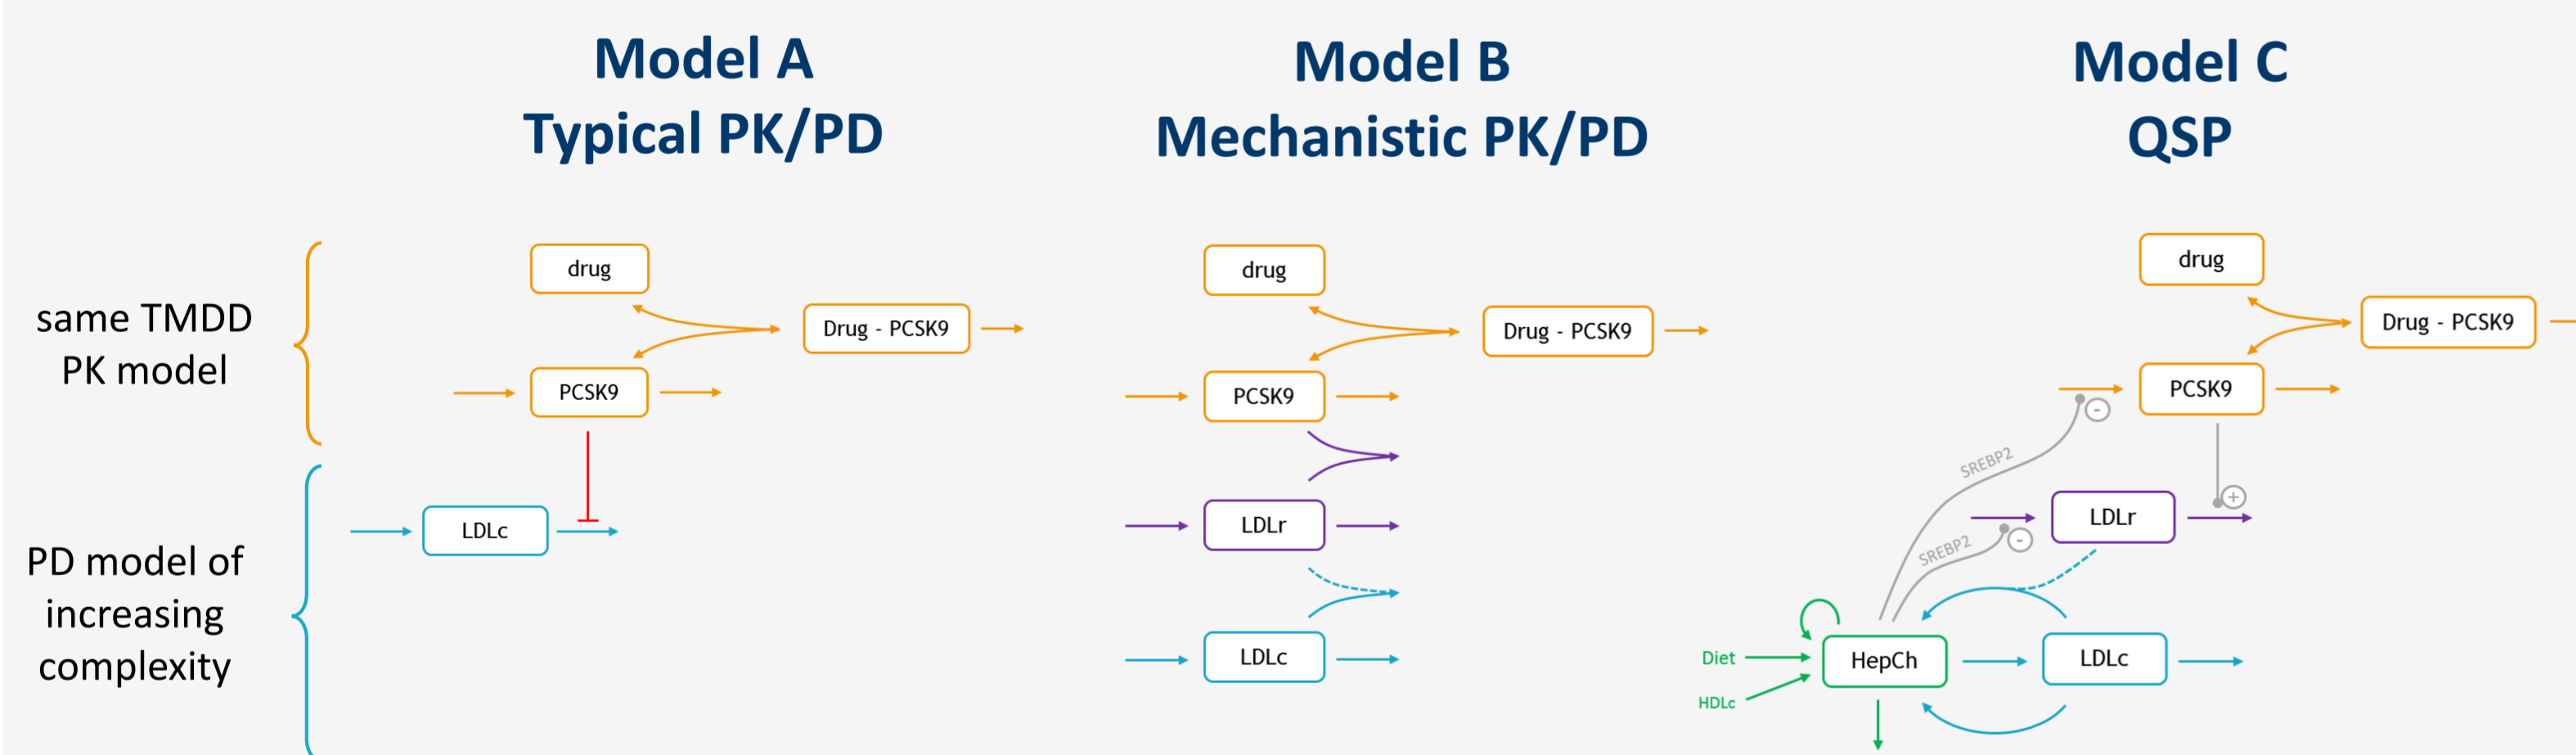 Model A
Typical PK/PD
Model B
Mechanistic PK/PD
Model C
QSP
same TMDD
PK model
PD model of
increasing
complexity
drug
Drug - PCSK9
PCSK9
LDLc
drug
Drug - PCSK9
PCSK9
LDLr
LDLc
drug
Drug - PCSK9
PCSK9
-
SREBP2
+
LDLr
SREBP2
-
Diet
HepCh
LDLc
HDLc